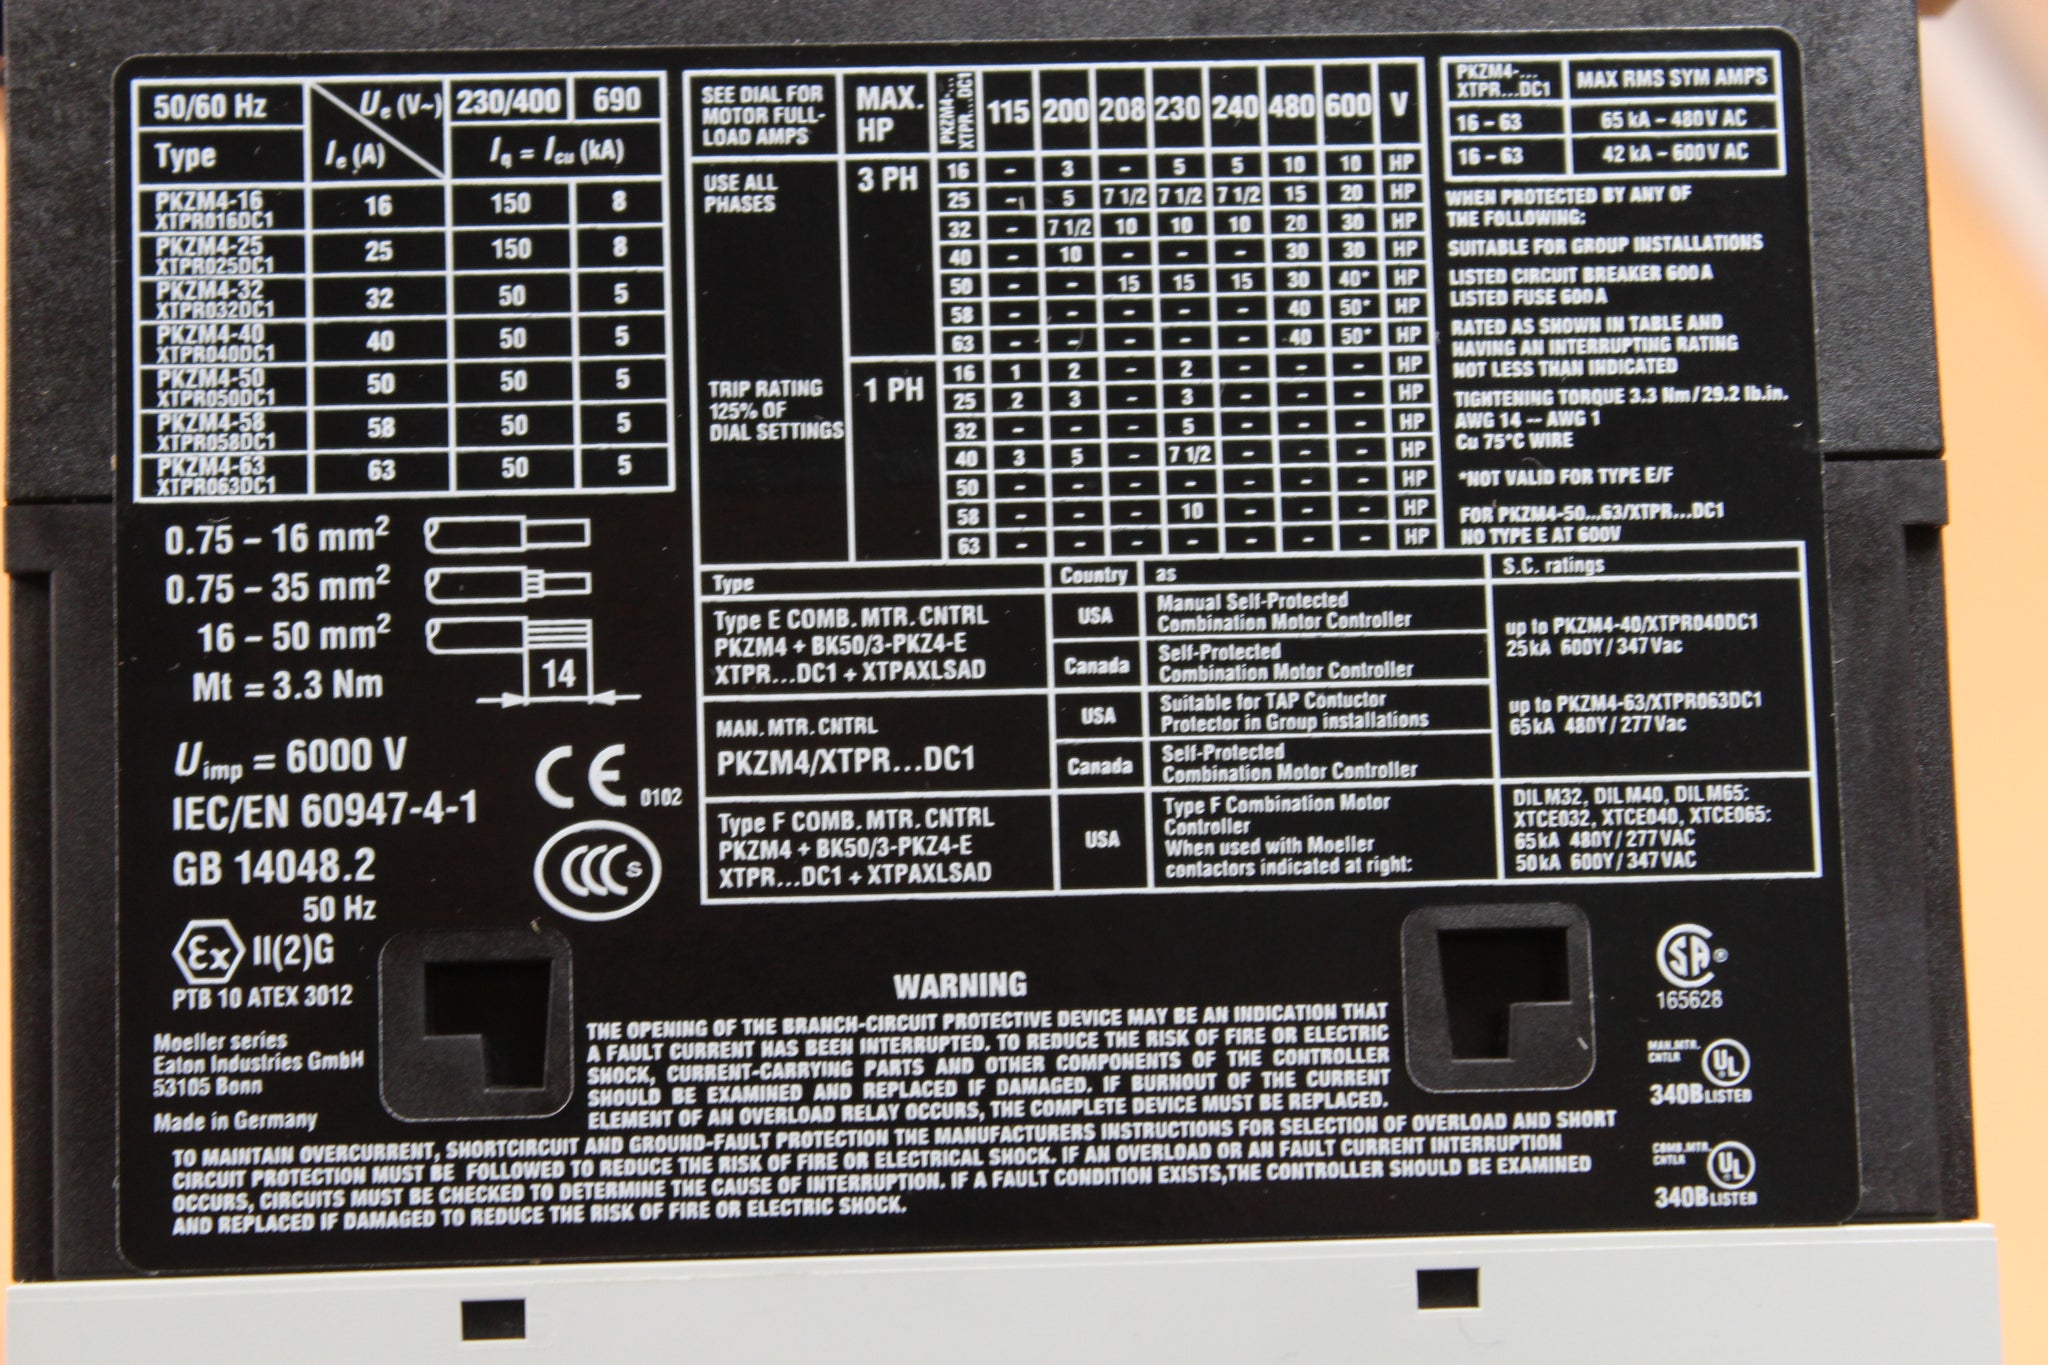 50/60 Hz Ue (V~) 230/400 690
Type Ie (A) Iq = Icu (kA)
PKZM4-16
XTPR016DC1 16 150 8
PKZM4-25
XTPR025DC1 25 150 8
PKZM4-32
XTPR032DC1 32 50 5
PKZM4-40
XTPR040DC1 40 50 5
PKZM4-50
XTPR050DC1 50 50 5
PKZM4-58
XTPR058DC1 58 50 5
PKZM4-63
XTPR063DC1 63 50 5
0.75 – 16 mm²
0.75 – 35 mm²
16 – 50 mm²
14
Mt = 3.3 Nm
Uimp = 6000 V
IEC/EN 60947-4-1
GB 14048.2
50 Hz
CE 0102
CCC S
Ex II(2)G
PTB 10 ATEX 3012
Moeller series
Eaton Industries GmbH
53105 Bonn
Made in Germany
SEE DIAL FOR
MOTOR FULL-
LOAD AMPS
USE ALL
PHASES
TRIP RATING
125% OF
DIAL SETTINGS
MAX.
HP
PKZM4-...
XTPR...DC1
115 200 208 230 240 480 600 V
3 PH
16 - 3 - 5 5 10 10 HP
25 - 5 7 1/2 7 1/2 7 1/2 15 20 HP
32 - 7 1/2 10 10 10 20 30 HP
40 - 10 - - - 30 30 HP
50 - - 15 15 15 30 40* HP
58 - - - - - 40 50* HP
63 - - - - - 40 50* HP
1 PH
16 1 2 - 2 - - - HP
25 2 3 - 3 - - - HP
32 - - - 5 - - - HP
40 3 5 - 7 1/2 - - - HP
50 - - - - - - - HP
58 - - - 10 - - - HP
63 - - - - - - - HP
PKZM4-...
XTPR...DC1 MAX RMS SYM AMPS
16 – 63 65 kA – 480V AC
16 – 63 42 kA – 600V AC
WHEN PROTECTED BY ANY OF
THE FOLLOWING:
SUITABLE FOR GROUP INSTALLATIONS
LISTED CIRCUIT BREAKER 600A
LISTED FUSE 600A
RATED AS SHOWN IN TABLE AND
HAVING AN INTERRUPTING RATING
NOT LESS THAN INDICATED
TIGHTENING TORQUE 3.3 Nm/29.2 lb.in.
AWG 14 -- AWG 1
Cu 75°C WIRE
*NOT VALID FOR TYPE E/F
FOR PKZM4-50...63/XTPR...DC1
NO TYPE E AT 600V
Type Country as S.C. ratings
Type E COMB. MTR. CNTRL
PKZM4 + BK50/3-PKZ4-E
XTPR...DC1 + XTPAXLSAD
USA
Manual Self-Protected
Combination Motor Controller
Canada
Self-Protected
Combination Motor Controller
up to PKZM4-40/XTPR040DC1
25kA 600Y/347Vac
up to PKZM4-63/XTPR063DC1
65kA 480Y/277Vac
MAN. MTR. CNTRL
PKZM4/XTPR...DC1
USA
Suitable for TAP Contuctor
Protector in Group installations
Canada
Self-Protected
Combination Motor Controller
Type F COMB. MTR. CNTRL
PKZM4 + BK50/3-PKZ4-E
XTPR...DC1 + XTPAXLSAD
USA
Type F Combination Motor
Controller
When used with Moeller
contactors indicated at right:
DILM32, DILM40, DILM65:
XTCE032, XTCE040, XTCE065:
65kA 480Y/277VAC
50kA 600Y/347VAC
WARNING
THE OPENING OF THE BRANCH-CIRCUIT PROTECTIVE DEVICE MAY BE AN INDICATION THAT
A FAULT CURRENT HAS BEEN INTERRUPTED. TO REDUCE THE RISK OF FIRE OR ELECTRIC
SHOCK, CURRENT-CARRYING PARTS AND OTHER COMPONENTS OF THE CONTROLLER
SHOULD BE EXAMINED AND REPLACED IF DAMAGED. IF BURNOUT OF THE CURRENT
ELEMENT OF AN OVERLOAD RELAY OCCURS, THE COMPLETE DEVICE MUST BE REPLACED.
TO MAINTAIN OVERCURRENT, SHORTCIRCUIT AND GROUND-FAULT PROTECTION THE MANUFACTURERS INSTRUCTIONS FOR SELECTION OF OVERLOAD AND SHORT
CIRCUIT PROTECTION MUST BE FOLLOWED TO REDUCE THE RISK OF FIRE OR ELECTRICAL SHOCK. IF AN OVERLOAD OR AN FAULT CURRENT INTERRUPTION
OCCURS, CIRCUITS MUST BE CHECKED TO DETERMINE THE CAUSE OF INTERRUPTION. IF A FAULT CONDITION EXISTS,THE CONTROLLER SHOULD BE EXAMINED
AND REPLACED IF DAMAGED TO REDUCE THE RISK OF FIRE OR ELECTRIC SHOCK.
SA ®
165628
MAN.MTR.
CNTLR UL
340B LISTED
COMB.MTR.
CNTLR UL
340B LISTED